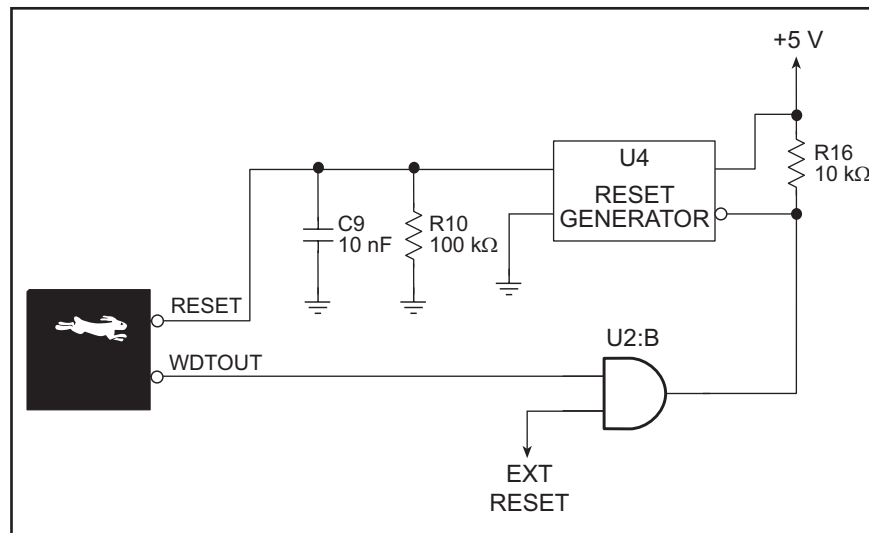 +5 V
U4
RESET
GENERATOR
R16
10 kΩ
C9
10 nF
R10
100 kΩ
RESET
WDTOUT
U2:B
EXT
RESET